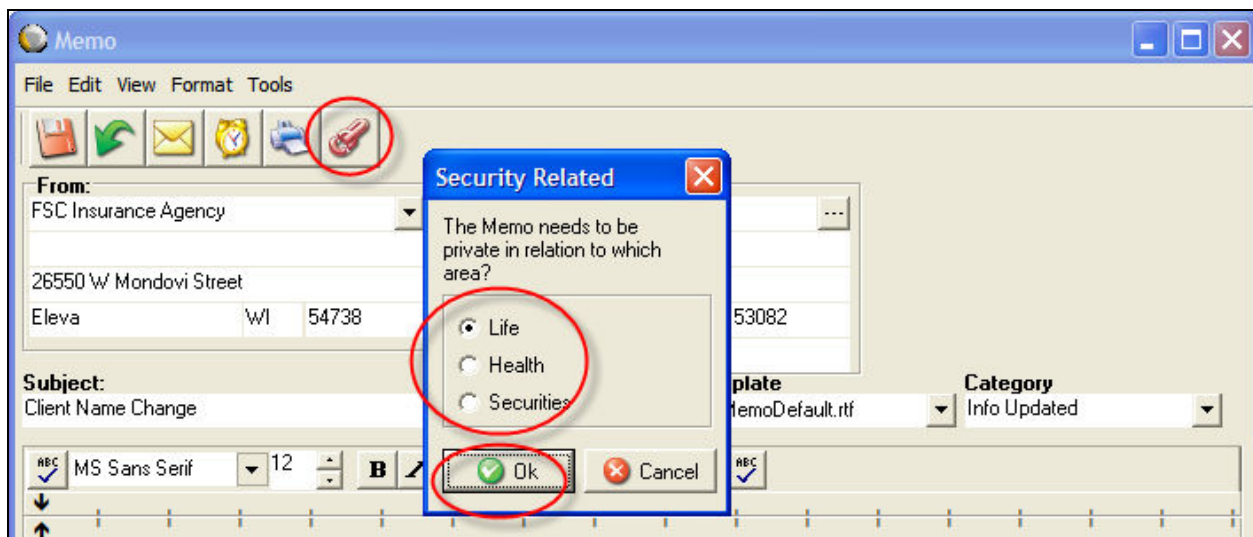 Memo
File Edit View Format Tools
Security Related
From:
FSC Insurance Agency
...
The Memo needs to be
private in relation to which
area?
26550 W Mondovi Street
Eleva WI 54738
53082
Life
Health
Securities
Subject:
plate
Category
Client Name Change
MemoDefault.rtf
Info Updated
ABC MS Sans Serif 12 B I
Ok
Cancel
ABC